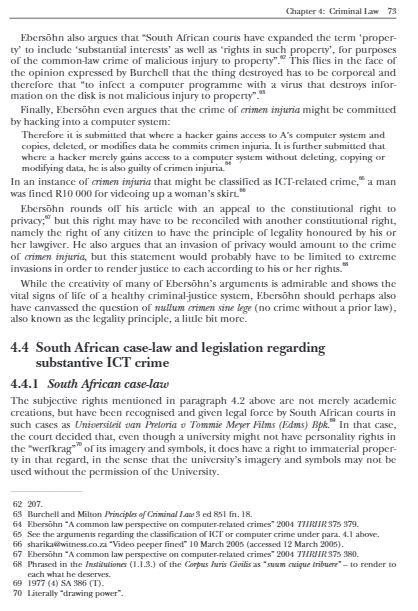 Chapter 4: Criminal Law 73
Ebersöhn also argues that “South African courts have expanded the term ‘proper-
ty’ to include ‘substantial interests’ as well as ‘rights in such property’, for purposes
of the common-law crime of malicious injury to property”.62 This flies in the face of
the opinion expressed by Burchell that the thing destroyed has to be corporeal and
therefore that “to infect a computer programme with a virus that destroys infor-
mation on the disk is not malicious injury to property”.63
Finally, Ebersöhn even argues that the crime of crimen injuria might be committed
by hacking into a computer system:
Therefore it is submitted that where a hacker gains access to A’s computer system and
copies, deleted, or modifies data he commits crimen injuria. It is further submitted that
where a hacker merely gains access to a computer system without deleting, copying or
modifying data, he is also guilty of crimen injuria.64
In an instance of crimen injuria that might be classified as ICT-related crime,65 a man
was fined R10 000 for videoing up a woman’s skirt.66
Ebersöhn rounds off his article with an appeal to the constitutional right to
privacy;67 but this right may have to be reconciled with another constitutional right,
namely the right of any citizen to have the principle of legality honoured by his or
her lawgiver. He also argues that an invasion of privacy would amount to the crime
of crimen injuria, but this statement would probably have to be limited to extreme
invasions in order to render justice to each according to his or her rights.68
While the creativity of many of Ebersöhn’s arguments is admirable and shows the
vital signs of life of a healthy criminal-justice system, Ebersöhn should perhaps also
have canvassed the question of nullum crimen sine lege (no crime without a prior law),
also known as the legality principle, a little bit more.
4.4 South African case-law and legislation regarding
substantive ICT crime
4.4.1 South African case-law
The subjective rights mentioned in paragraph 4.2 above are not merely academic
creations, but have been recognised and given legal force by South African courts in
such cases as Universiteit van Pretoria v Tommie Meyer Films (Edms) Bpk.69 In that case,
the court decided that, even though a university might not have personality rights in
the “werfkrag”70 of its imagery and symbols, it does have a right to immaterial proper-
ty in that regard, in the sense that the university’s imagery and symbols may not be
used without the permission of the University.
62 207.
63 Burchell and Milton Principles of Criminal Law 3 ed 851 fn. 18.
64 Ebersöhn “A common law perspective on computer-related crimes” 2004 THRHR 375 379.
65 See the arguments regarding the classification of ICT or computer crime under para. 4.1 above.
66 sharika@witness.co.za “Video peeper fined” 10 March 2005 (accessed 12 March 2005).
67 Ebersöhn “A common law perspective on computer-related crimes” 2004 THRHR 375 380.
68 Phrased in the Institutiones (1.1.3.) of the Corpus Iuris Civilis as “suum cuique tribuere” – to render to
each what he deserves.
69 1977 (4) SA 386 (T).
70 Literally “drawing power”.